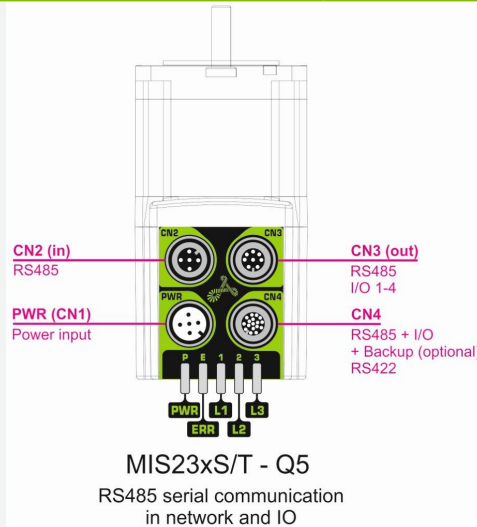 CN2
CN3
CN2 (in)
RS485
CN3 (out)
RS485
I/O 1-4
PWR
CN4
PWR (CN1)
Power input
CN4
RS485 + I/O
+ Backup (optional)
RS422
P E 1 2 3
PWR L1 L3
ERR L2
MIS23xS/T - Q5
RS485 serial communication
in network and IO